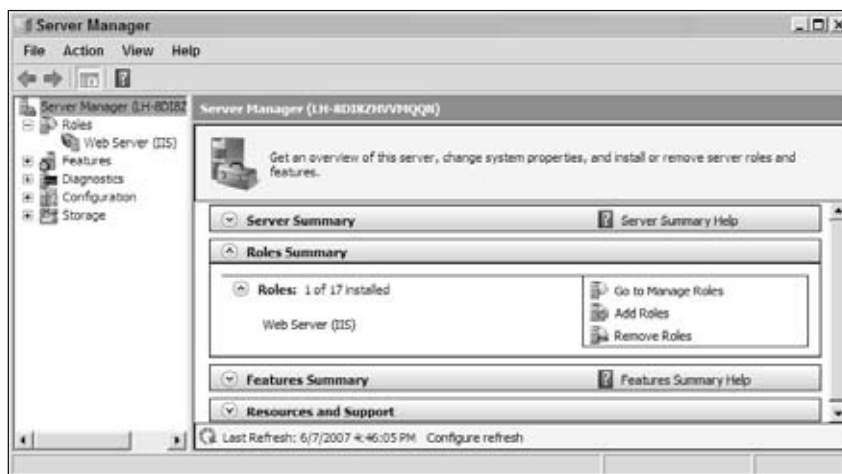 Server Manager
File Action View Help
Server Manager (LH-8DI8Z
Roles
Web Server (IIS)
Features
Diagnostics
Configuration
Storage
Server Manager (LH-8DI8ZHVVMQQN)
Get an overview of this server, change system properties, and install or remove server roles and
features.
Server Summary
Server Summary Help
Roles Summary
Roles: 1 of 17 installed
Web Server (IIS)
Go to Manage Roles
Add Roles
Remove Roles
Features Summary
Features Summary Help
Resources and Support
Last Refresh: 6/7/2007 4:46:05 PM Configure refresh